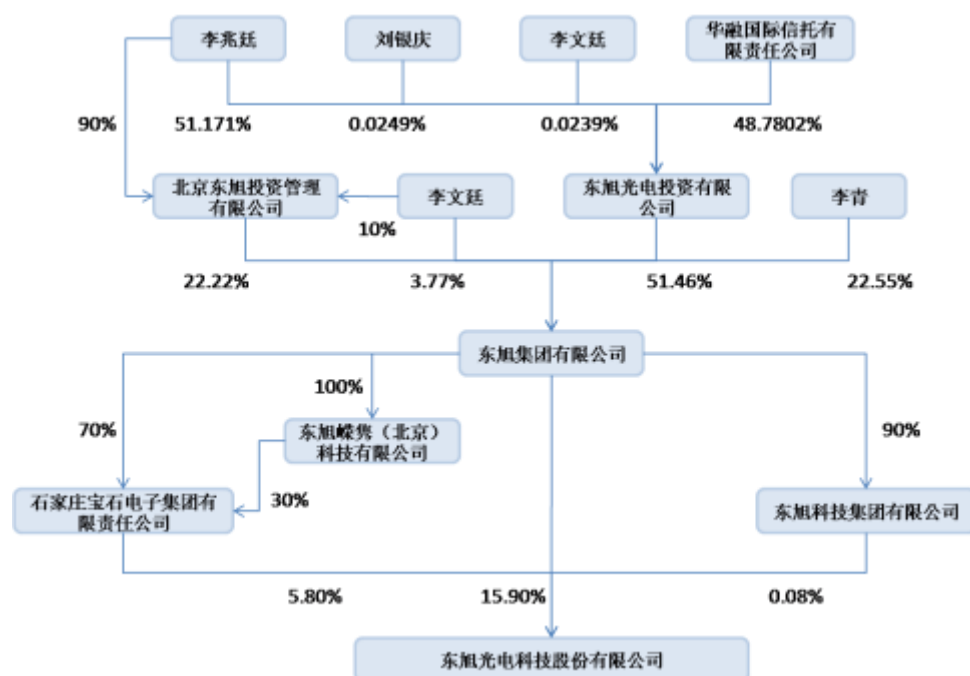 李兆廷
刘银庆
李文廷
华融国际信托有
限责任公司
90%
51.171%
0.0249%
0.0239%
48.7802%
北京东旭投资管理
有限公司
李文廷
东旭光电投资有限
公司
李青
10%
22.22%
3.77%
51.46%
22.55%
东旭集团有限公司
100%
70%
东旭嵘隽（北京）
科技有限公司
90%
石家庄宝石电子集团有
限责任公司
30%
东旭科技集团有限公司
5.80%
15.90%
0.08%
东旭光电科技股份有限公司